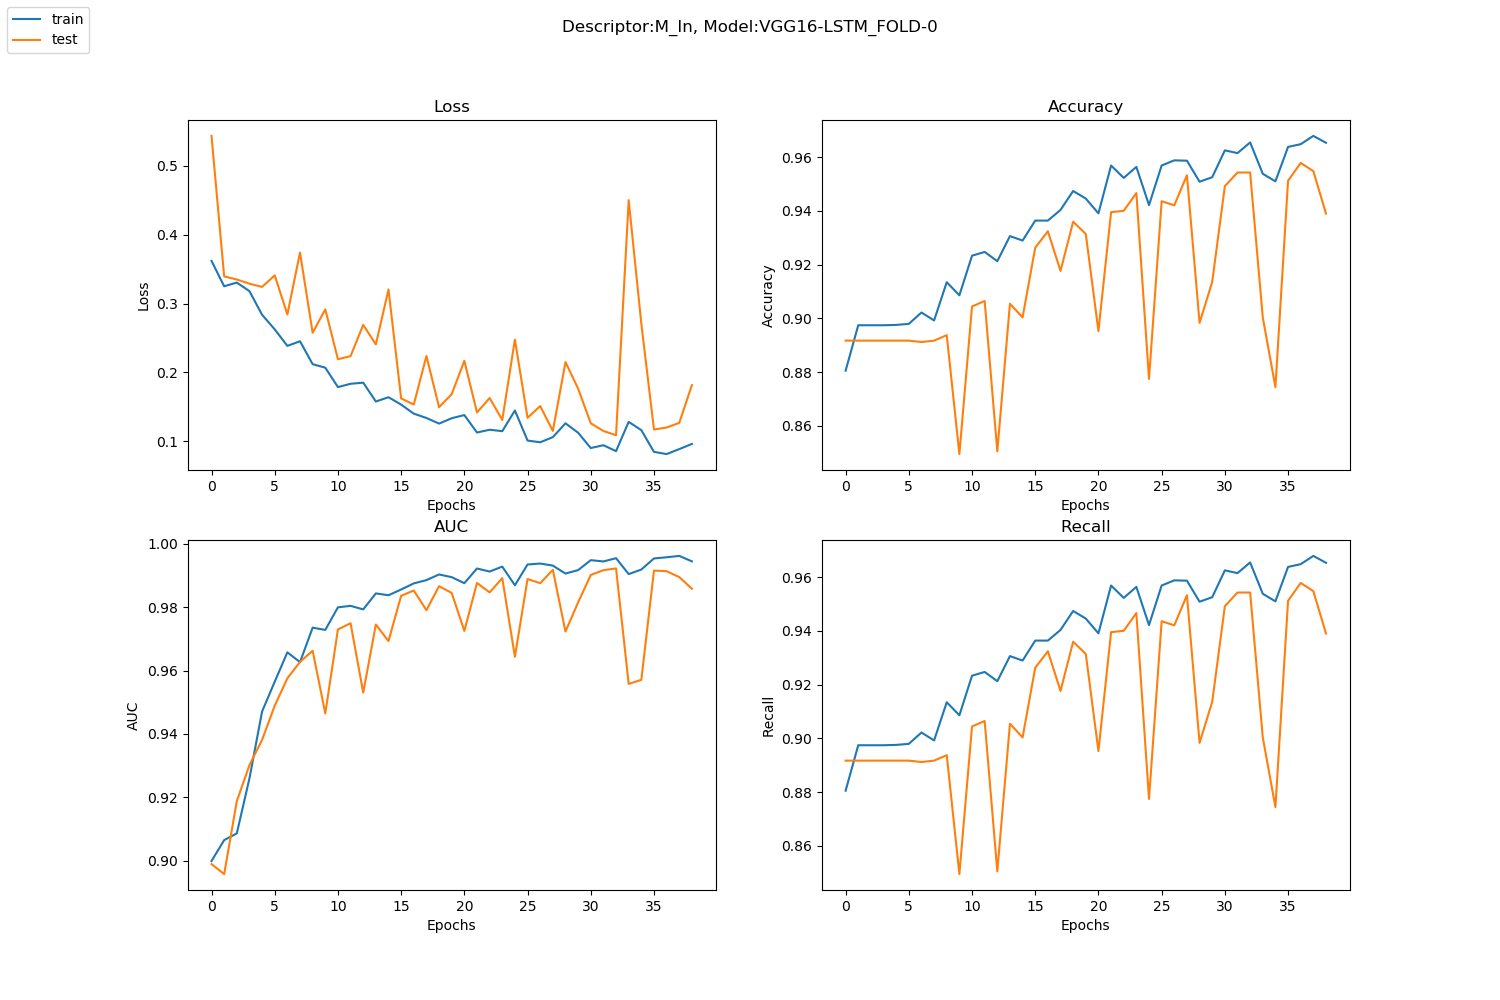 train
test
Descriptor:M_In, Model:VGG16-LSTM_FOLD-0
Loss
Loss
0.5
0.4
0.3
0.2
0.1
0 5 10 15 20 25 30 35
Epochs
Accuracy
Accuracy
0.96
0.94
0.92
0.90
0.88
0.86
0 5 10 15 20 25 30 35
Epochs
AUC
AUC
1.00
0.98
0.96
0.94
0.92
0.90
0 5 10 15 20 25 30 35
Epochs
Recall
Recall
0.96
0.94
0.92
0.90
0.88
0.86
0 5 10 15 20 25 30 35
Epochs